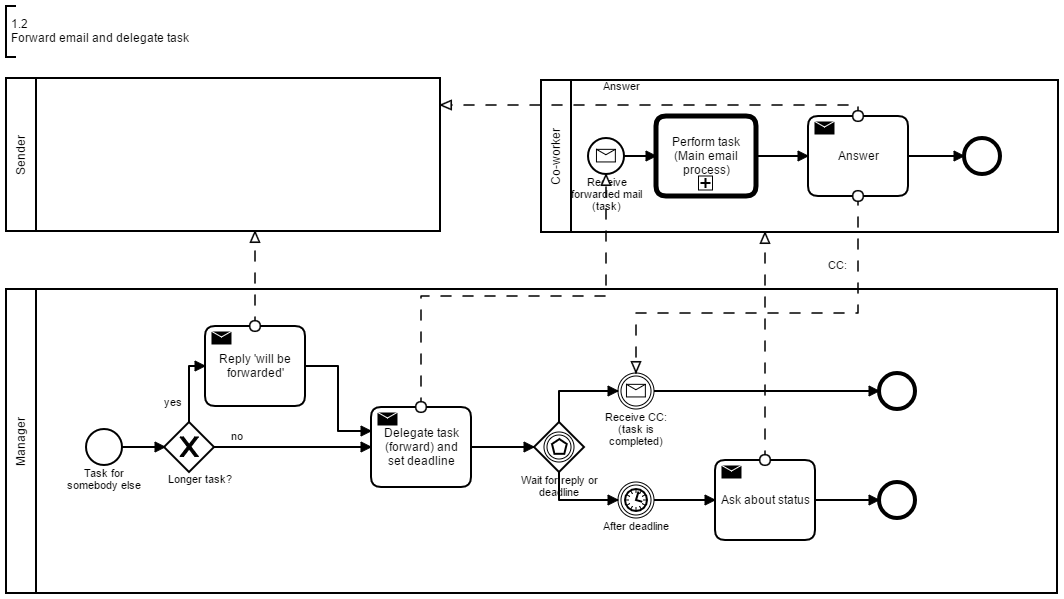 1.2
Forward email and delegate task
Sender
Co-worker
Answer
Receive
forwarded mail
(task)
Perform task
(Main email
process)
Answer
CC:
Manager
Task for
somebody else
Longer task?
yes
no
Reply 'will be
forwarded'
Delegate task
(forward) and
set deadline
Wait for reply or
deadline
Receive CC:
(task is
completed)
After deadline
Ask about status